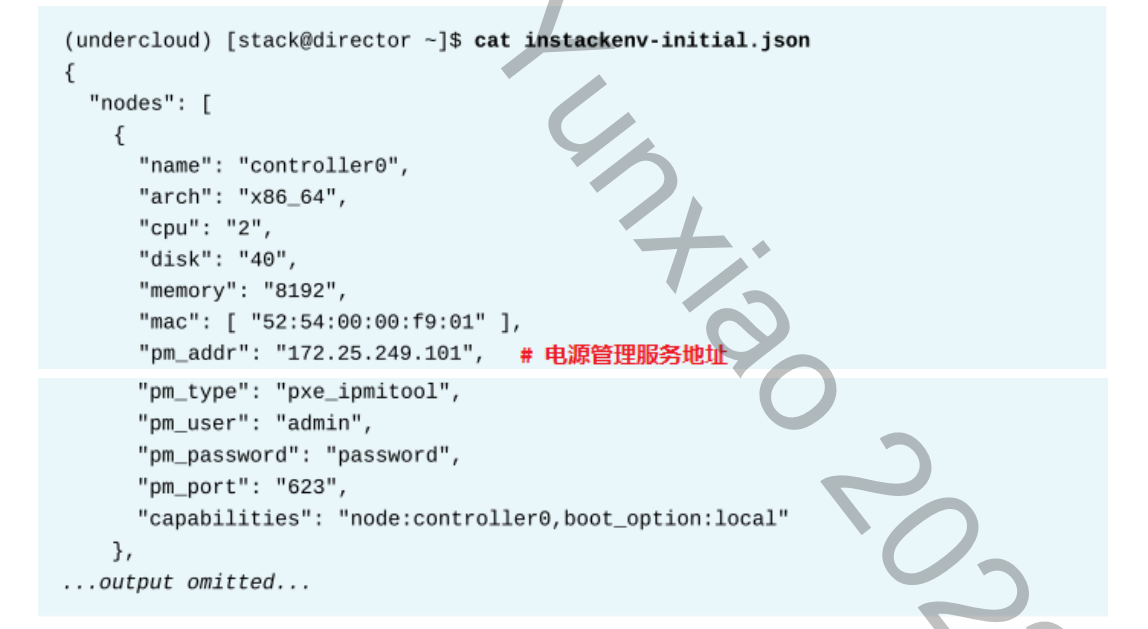 (undercloud) [stack@director ~]$ cat instackenv-initial.json
{
  "nodes": [
    {
      "name": "controller0",
      "arch": "x86_64",
      "cpu": "2",
      "disk": "40",
      "memory": "8192",
      "mac": [ "52:54:00:00:f9:01" ],
      "pm_addr": "172.25.249.101",   # 电源管理服务地址
      "pm_type": "pxe_ipmitool",
      "pm_user": "admin",
      "pm_password": "password",
      "pm_port": "623",
      "capabilities": "node:controller0,boot_option:local"
    },
...output omitted...
Yunxiao